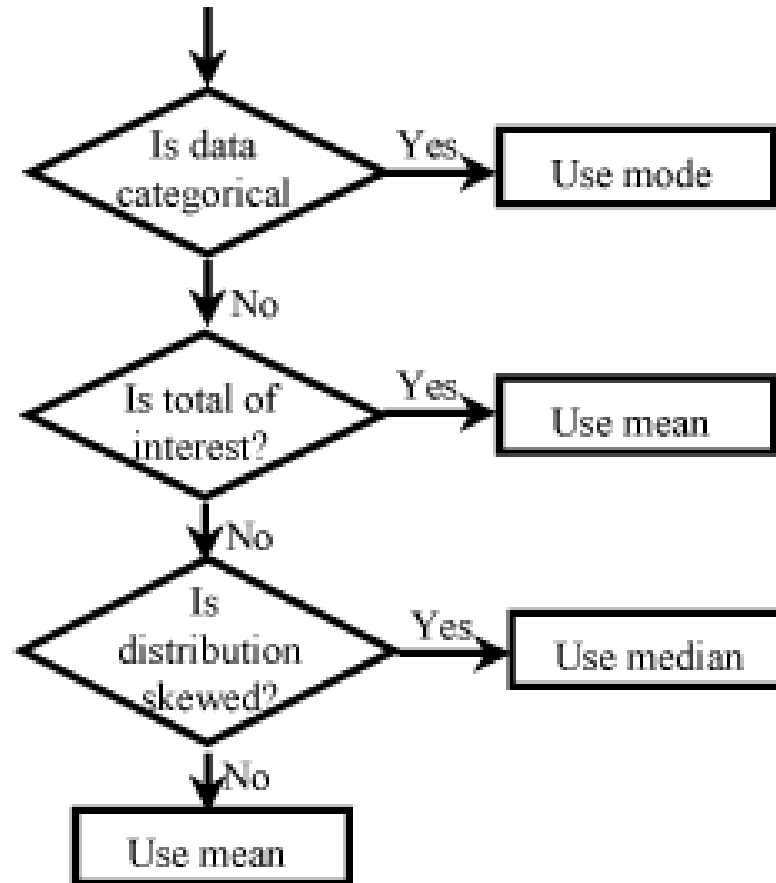 Is data
categorical
Yes
Use mode
No
Is total of
interest?
Yes
Use mean
No
Is
distribution
skewed?
Yes
Use median
No
Use mean